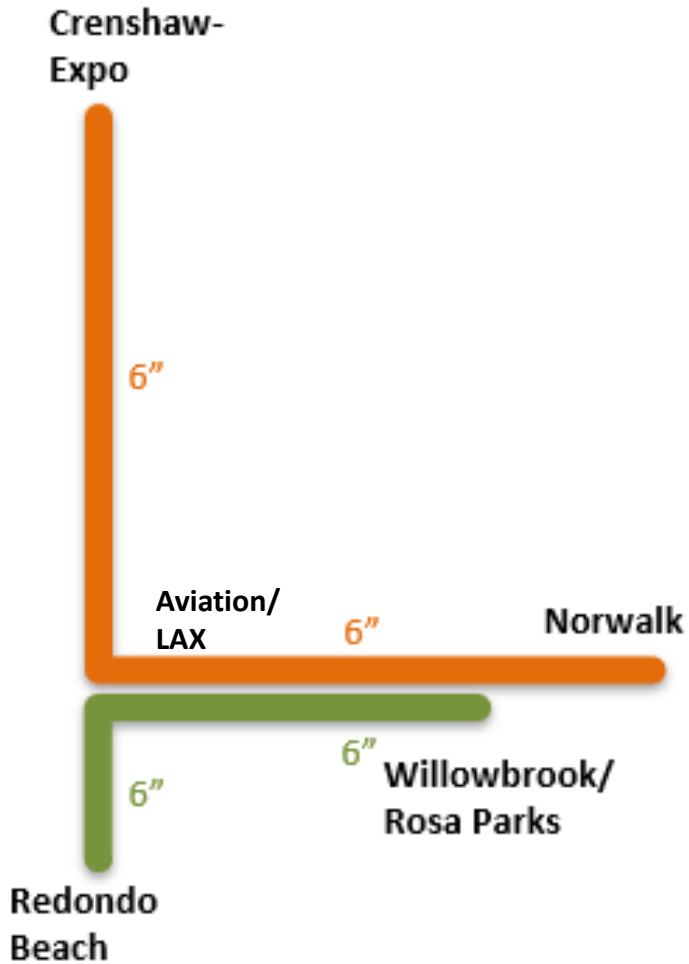 Crenshaw-
Expo
6”
Aviation/
LAX
6”
Norwalk
6”
Willowbrook/
Rosa Parks
6”
Redondo
Beach